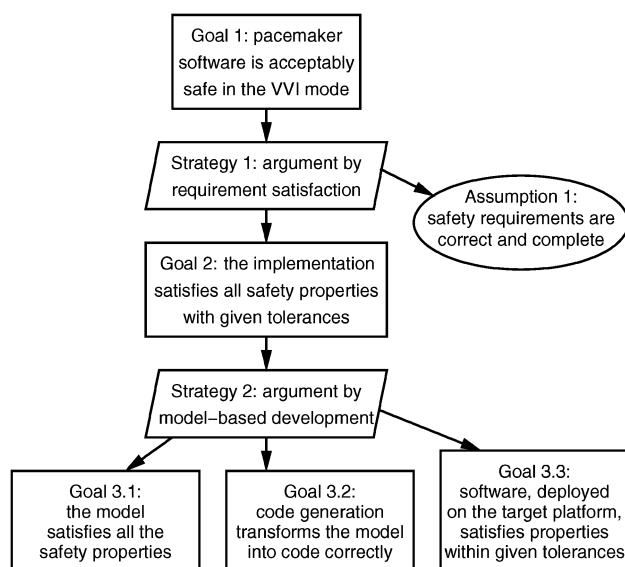 Goal 1: pacemaker
software is acceptably
safe in the VVI mode
Strategy 1: argument by
requirement satisfaction
Assumption 1:
safety requirements are
correct and complete
Goal 2: the implementation
satisfies all safety properties
with given tolerances
Strategy 2: argument by
model−based development
Goal 3.1:
the model
satisfies all the
safety properties
Goal 3.2:
code generation
transforms the model
into code correctly
Goal 3.3:
software, deployed
on the target platform,
satisfies properties
within given tolerances